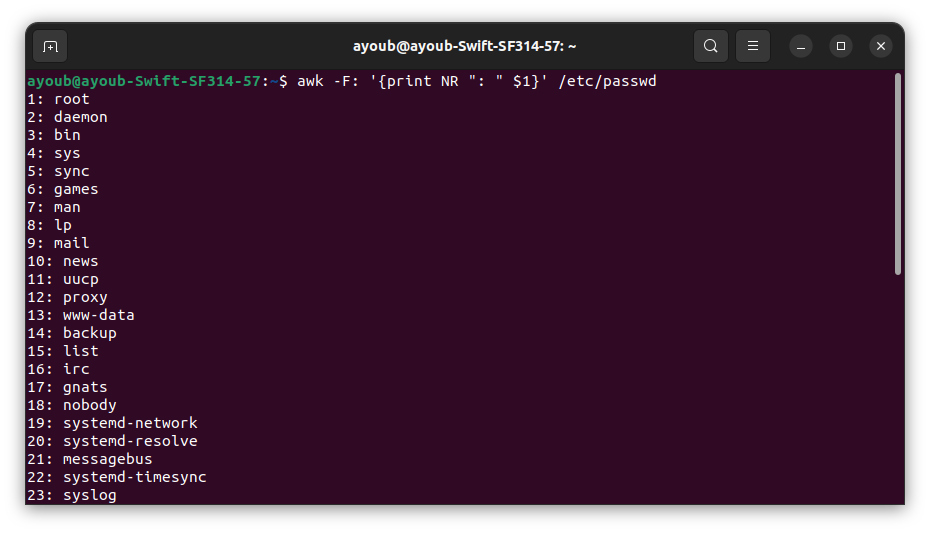 ayoub@ayoub-Swift-SF314-57: ~
ayoub@ayoub-Swift-SF314-57:~$ awk -F: '{print NR ": " $1}' /etc/passwd
1: root
2: daemon
3: bin
4: sys
5: sync
6: games
7: man
8: lp
9: mail
10: news
11: uucp
12: proxy
13: www-data
14: backup
15: list
16: irc
17: gnats
18: nobody
19: systemd-network
20: systemd-resolve
21: messagebus
22: systemd-timesync
23: syslog